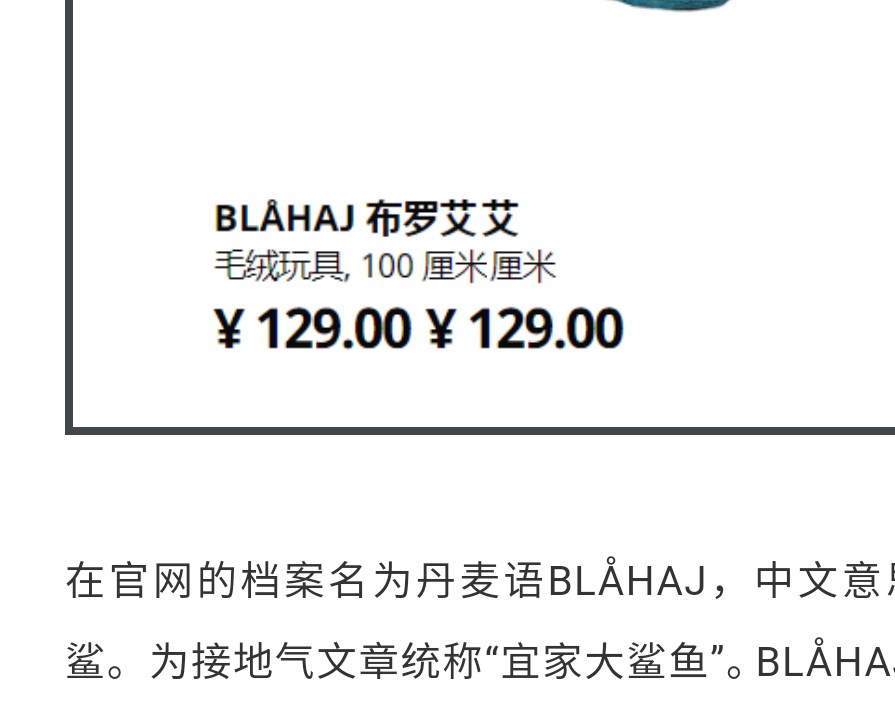 BLÅHAJ 布罗艾艾
毛绒玩具, 100 厘米厘米
¥ 129.00 ¥ 129.00
在官网的档案名为丹麦语BLÅHAJ，中文意
鲨。为接地气文章统称“宜家大鲨鱼”。BLÅHA